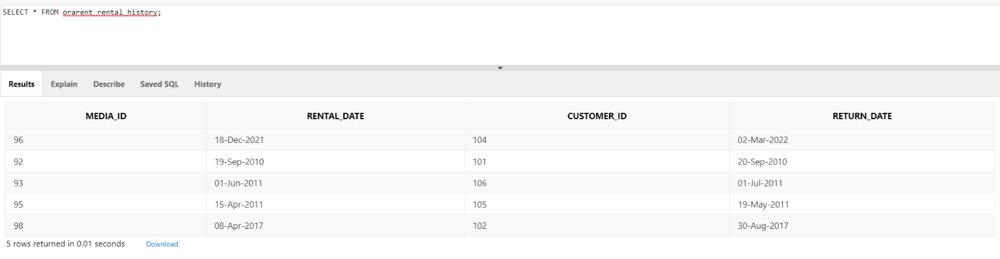 SELECT * FROM orarent_rental_history;
Results Explain Describe Saved SQL History
MEDIA_ID RENTAL_DATE CUSTOMER_ID RETURN_DATE
96 18-Dec-2021 104 02-Mar-2022
92 19-Sep-2010 101 20-Sep-2010
93 01-Jun-2011 106 01-Jul-2011
95 15-Apr-2011 105 19-May-2011
98 08-Apr-2017 102 30-Aug-2017
5 rows returned in 0.01 seconds Download